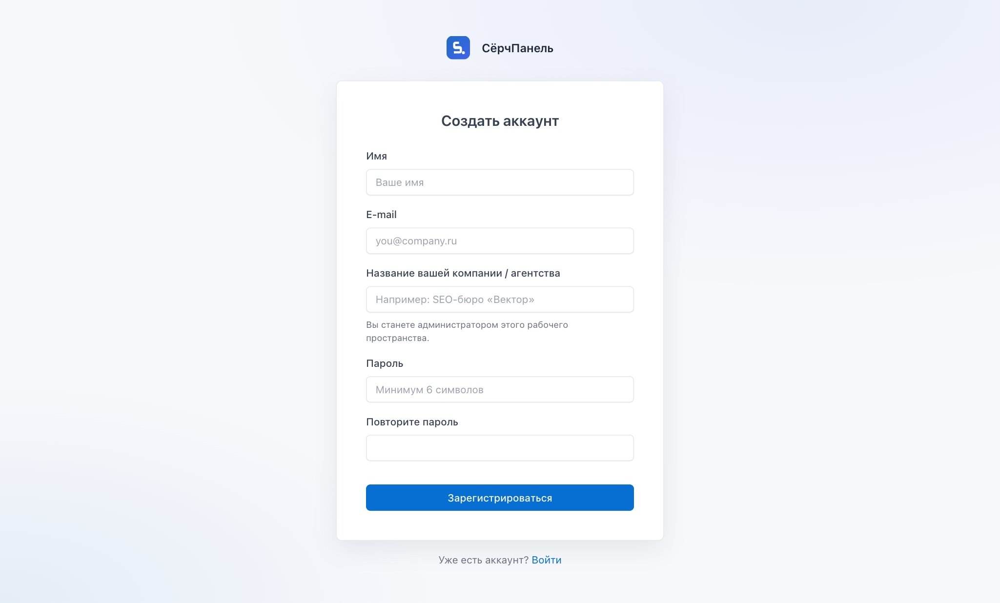 S.
СёрчПанель
Создать аккаунт
Имя
Ваше имя
E-mail
you@company.ru
Название вашей компании / агентства
Например: SEO-бюро «Вектор»
Вы станете администратором этого рабочего
пространства.
Пароль
Минимум 6 символов
Повторите пароль
Зарегистрироваться
Уже есть аккаунт? Войти